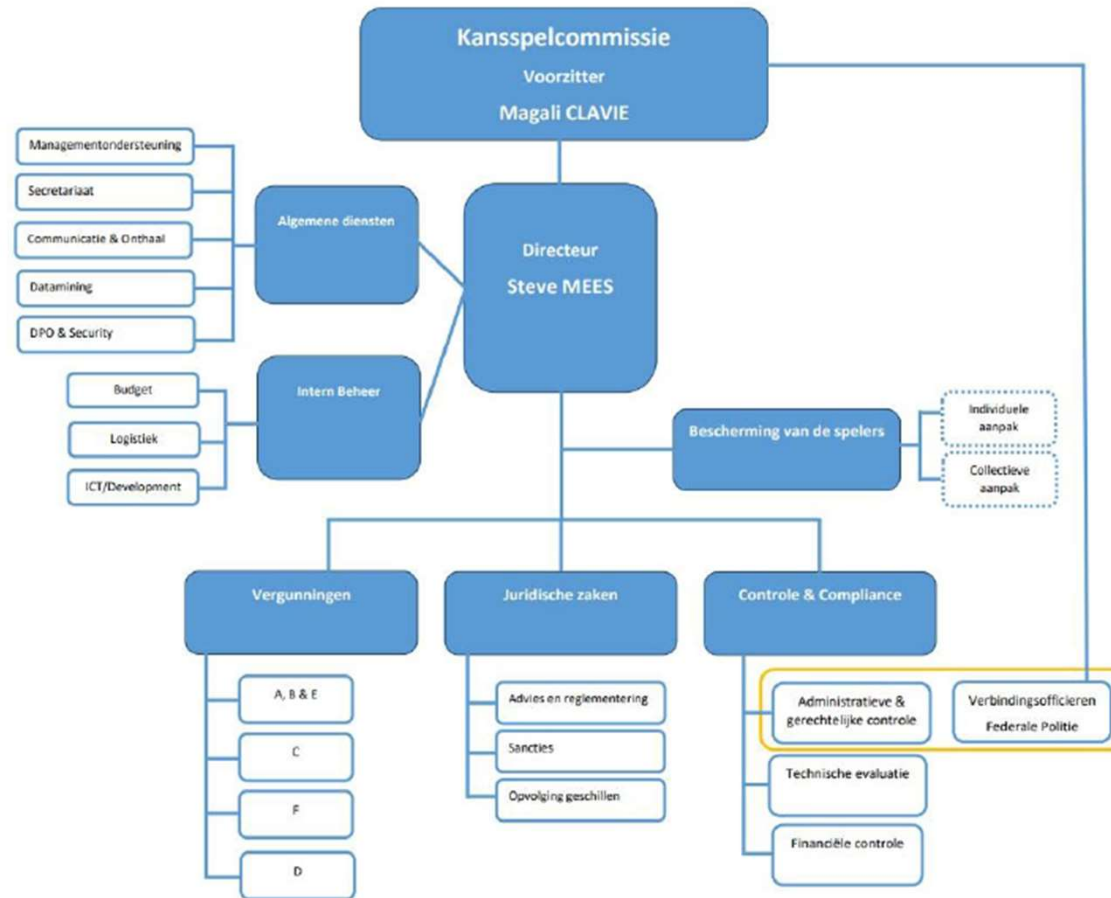 Kansspelcommissie
Voorzitter
Magali CLAVIE
Managementondersteuning
Secretariaat
Communicatie & Onthaal
Datamining
DPO & Security
Algemene diensten
Directeur
Steve MEES
Budget
Logistiek
ICT/Development
Intern Beheer
Bescherming van de spelers
Individuele
aanpak
Collectieve
aanpak
Vergunningen
A, B & E
C
F
D
Juridische zaken
Advies en reglementering
Sancties
Opvolging geschillen
Controle & Compliance
Administratieve &
gerechtelijke controle
Verbindingsofficieren
Federale Politie
Technische evaluatie
Financiële controle